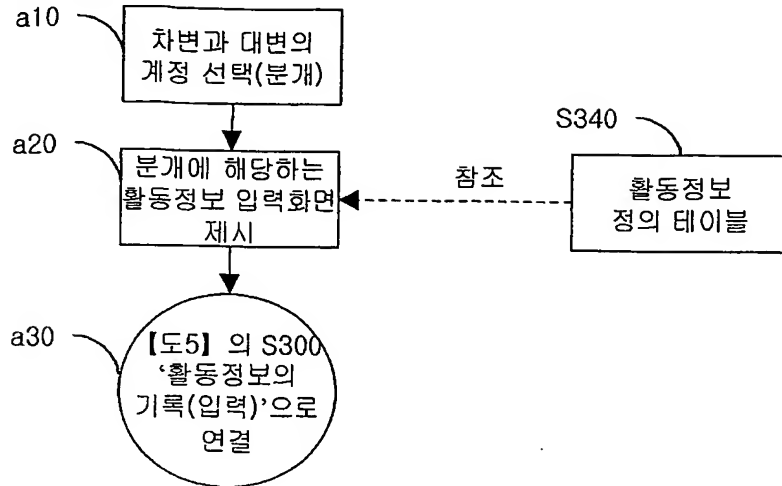 a10
차변과 대변의
계정 선택(분개)
a20
분개에 해당하는
활동정보 입력화면
제시
참조
S340
활동정보
정의 테이블
a30
【도5】의 S300
‘활동정보의
기록(입력)’으로
연결